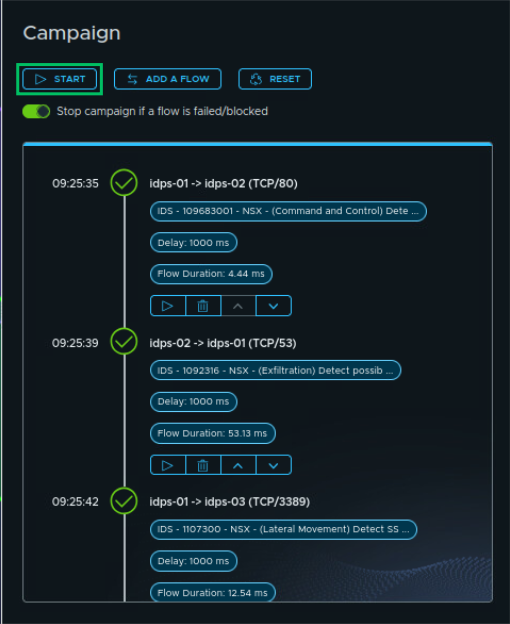 Campaign
START
ADD A FLOW
RESET
Stop campaign if a flow is failed/blocked
09:25:35 idps-01 -> idps-02 (TCP/80)
IDS - 109683001 - NSX - (Command and Control) Dete ...
Delay: 1000 ms
Flow Duration: 4.44 ms
09:25:39 idps-02 -> idps-01 (TCP/53)
IDS - 1092316 - NSX - (Exfiltration) Detect possib ...
Delay: 1000 ms
Flow Duration: 53.13 ms
09:25:42 idps-01 -> idps-03 (TCP/3389)
IDS - 1107300 - NSX - (Lateral Movement) Detect SS ...
Delay: 1000 ms
Flow Duration: 12.54 ms